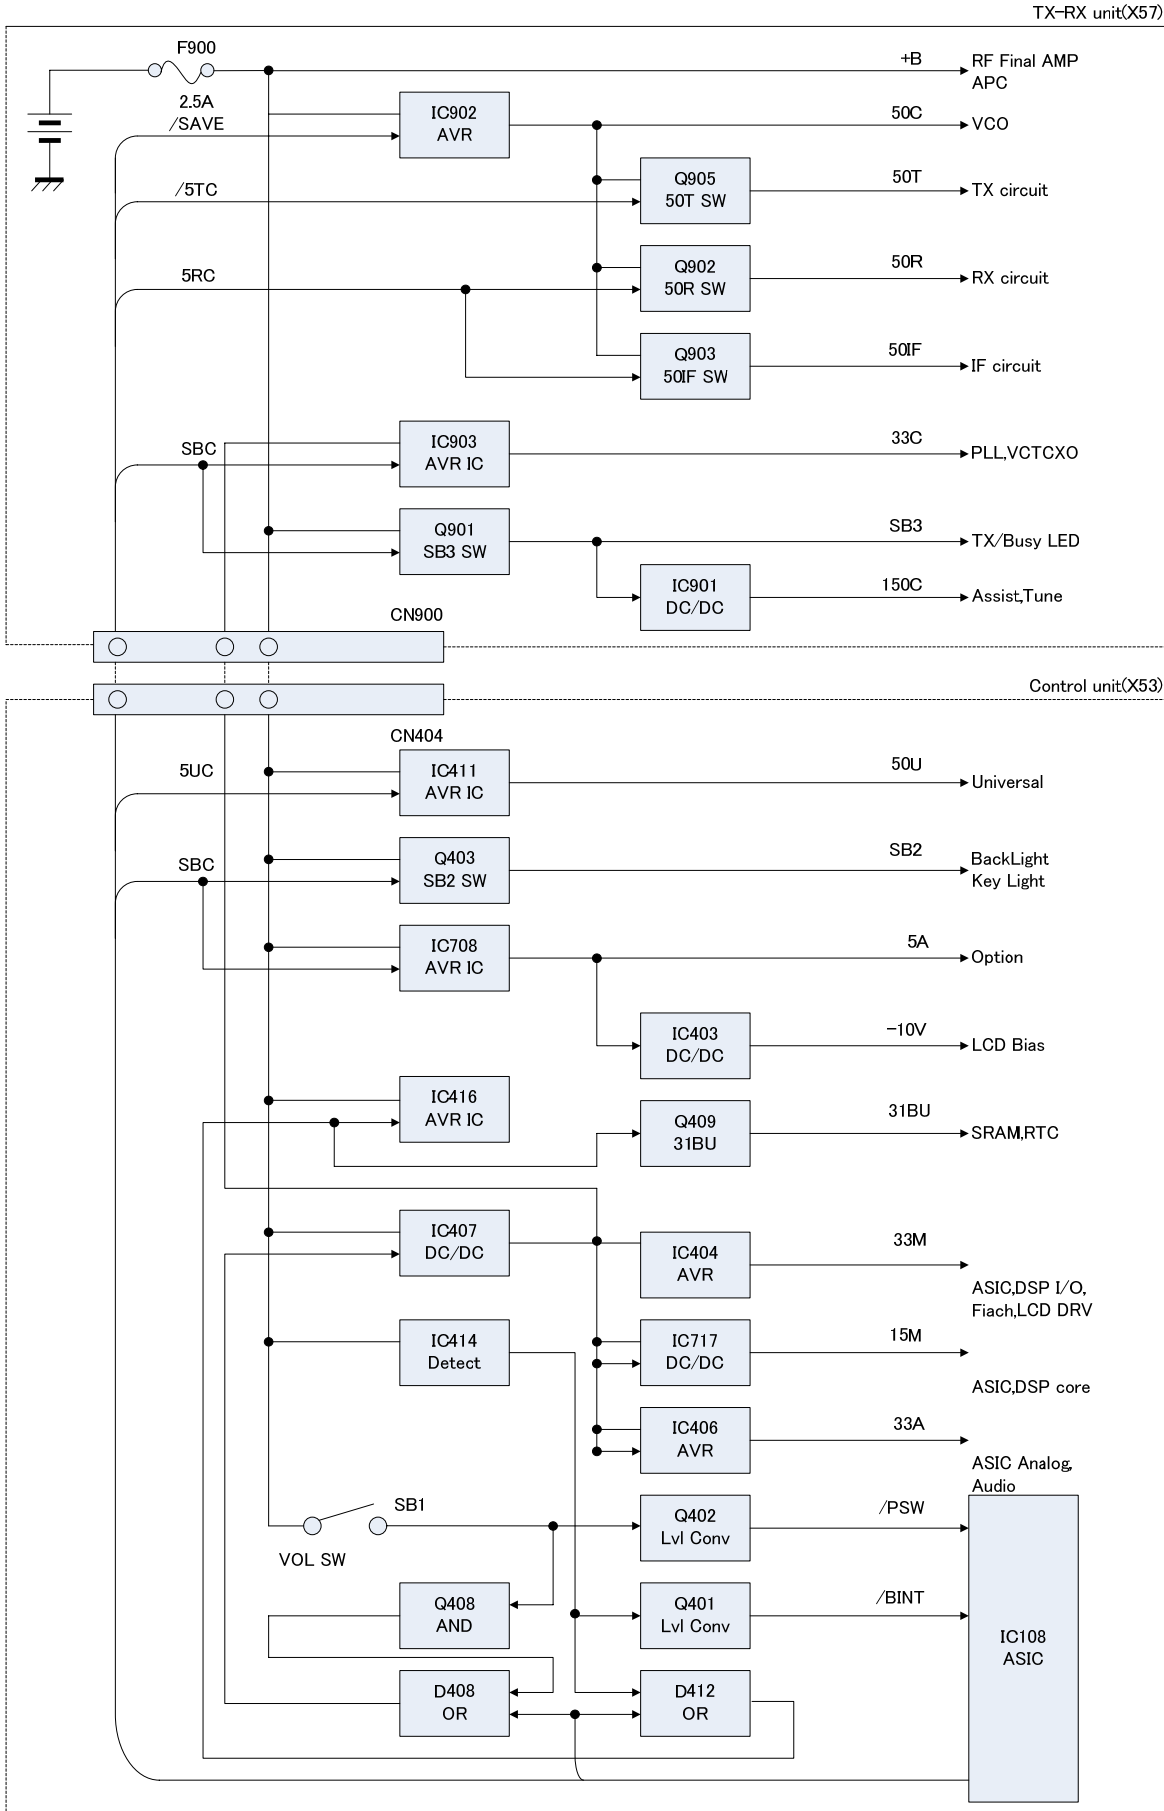 TX-RX unit(X57)
F900
2.5A
+B
RF Final AMP
APC
/SAVE
IC902
AVR
50C
VCO
/5TC
Q905
50T SW
50T
TX circuit
5RC
Q902
50R SW
50R
RX circuit
Q903
50IF SW
50IF
IF circuit
SBC
IC903
AVR IC
33C
PLL,VCTCXO
Q901
SB3 SW
SB3
TX/Busy LED
IC901
DC/DC
150C
Assist,Tune
CN900
Control unit(X53)
CN404
5UC
IC411
AVR IC
50U
Universal
SBC
Q403
SB2 SW
SB2
BackLight
Key Light
IC708
AVR IC
5A
Option
IC403
DC/DC
-10V
LCD Bias
IC416
AVR IC
Q409
31BU
31BU
SRAM,RTC
IC407
DC/DC
IC404
AVR
33M
ASIC,DSP I/O,
Fiach,LCD DRV
IC414
Detect
IC717
DC/DC
15M
ASIC,DSP core
IC406
AVR
33A
ASIC Analog,
Audio
SB1
VOL SW
Q402
Lvl Conv
/PSW
Q408
AND
Q401
Lvl Conv
/BINT
IC108
ASIC
D408
OR
D412
OR